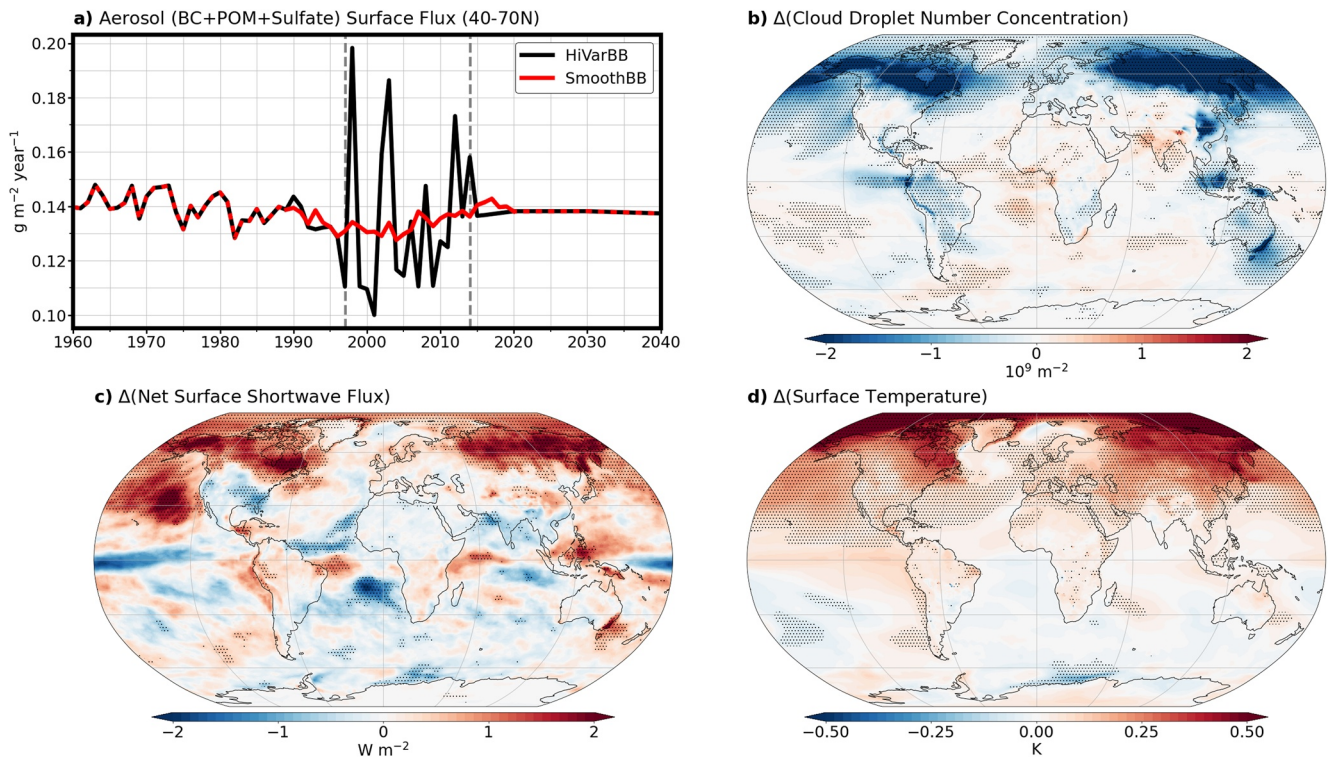 a) Aerosol (BC+POM+Sulfate) Surface Flux (40-70N)
g m⁻² year⁻¹
0.20
0.18
0.16
0.14
0.12
0.10
HiVarBB
SmoothBB
1960 1970 1980 1990 2000 2010 2020 2030 2040
b) Δ(Cloud Droplet Number Concentration)
−2 −1 0 1 2
10⁹ m⁻²
c) Δ(Net Surface Shortwave Flux)
−2 −1 0 1 2
W m⁻²
d) Δ(Surface Temperature)
−0.50 −0.25 0.00 0.25 0.50
K